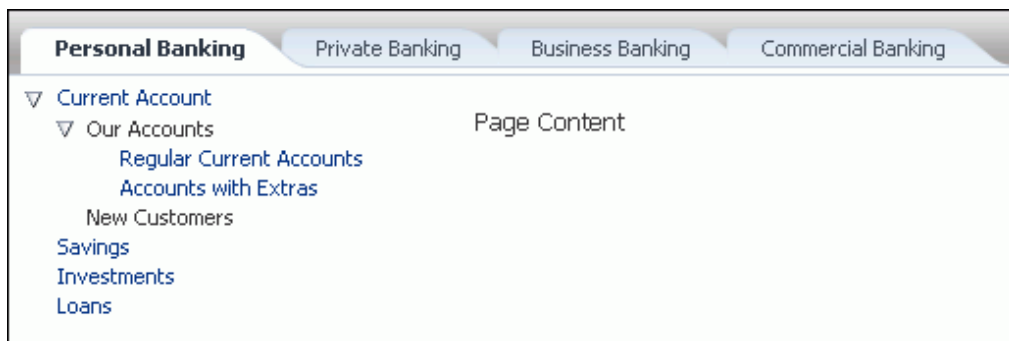 Personal Banking Private Banking Business Banking Commercial Banking
Current Account
Our Accounts
Page Content
Regular Current Accounts
Accounts with Extras
New Customers
Savings
Investments
Loans